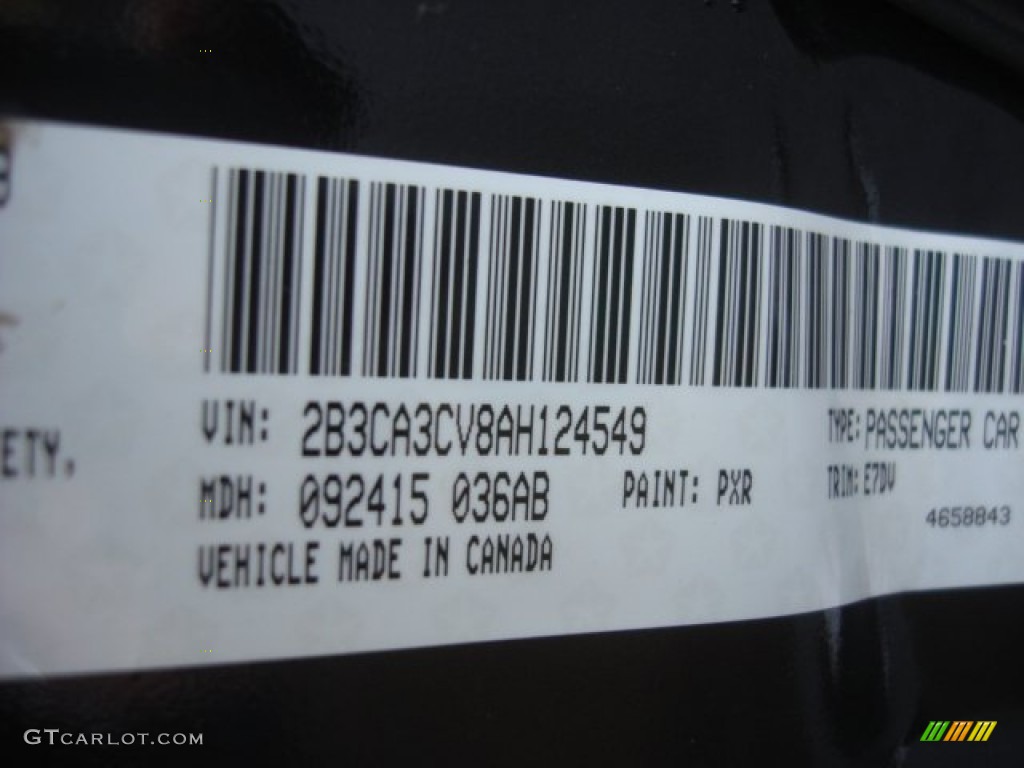 ETY.
VIN: 2B3CA3CV8AH124549
TYPE: PASSENGER CAR
MDH: 092415 036AB
PAINT: PXR
TRIM: E7DV
4658843
VEHICLE MADE IN CANADA
GTCARLOT.COM